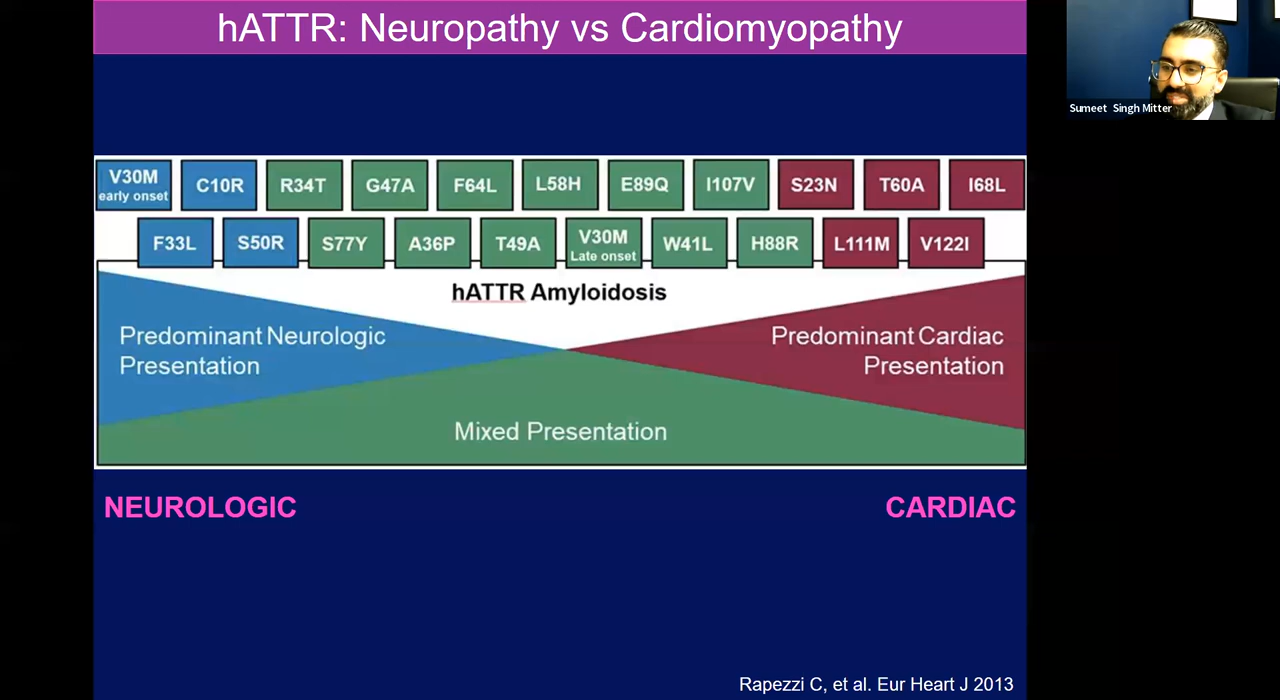 hATTR: Neuropathy vs Cardiomyopathy
Sumeet Singh Mitter
V30M early onset
C10R
R34T
G47A
F64L
L58H
E89Q
I107V
S23N
T60A
I68L
F33L
S50R
S77Y
A36P
T49A
V30M Late onset
W41L
H88R
L111M
V122I
hATTR Amyloidosis
Predominant Neurologic
Presentation
Predominant Cardiac
Presentation
Mixed Presentation
NEUROLOGIC
CARDIAC
Rapezzi C, et al. Eur Heart J 2013